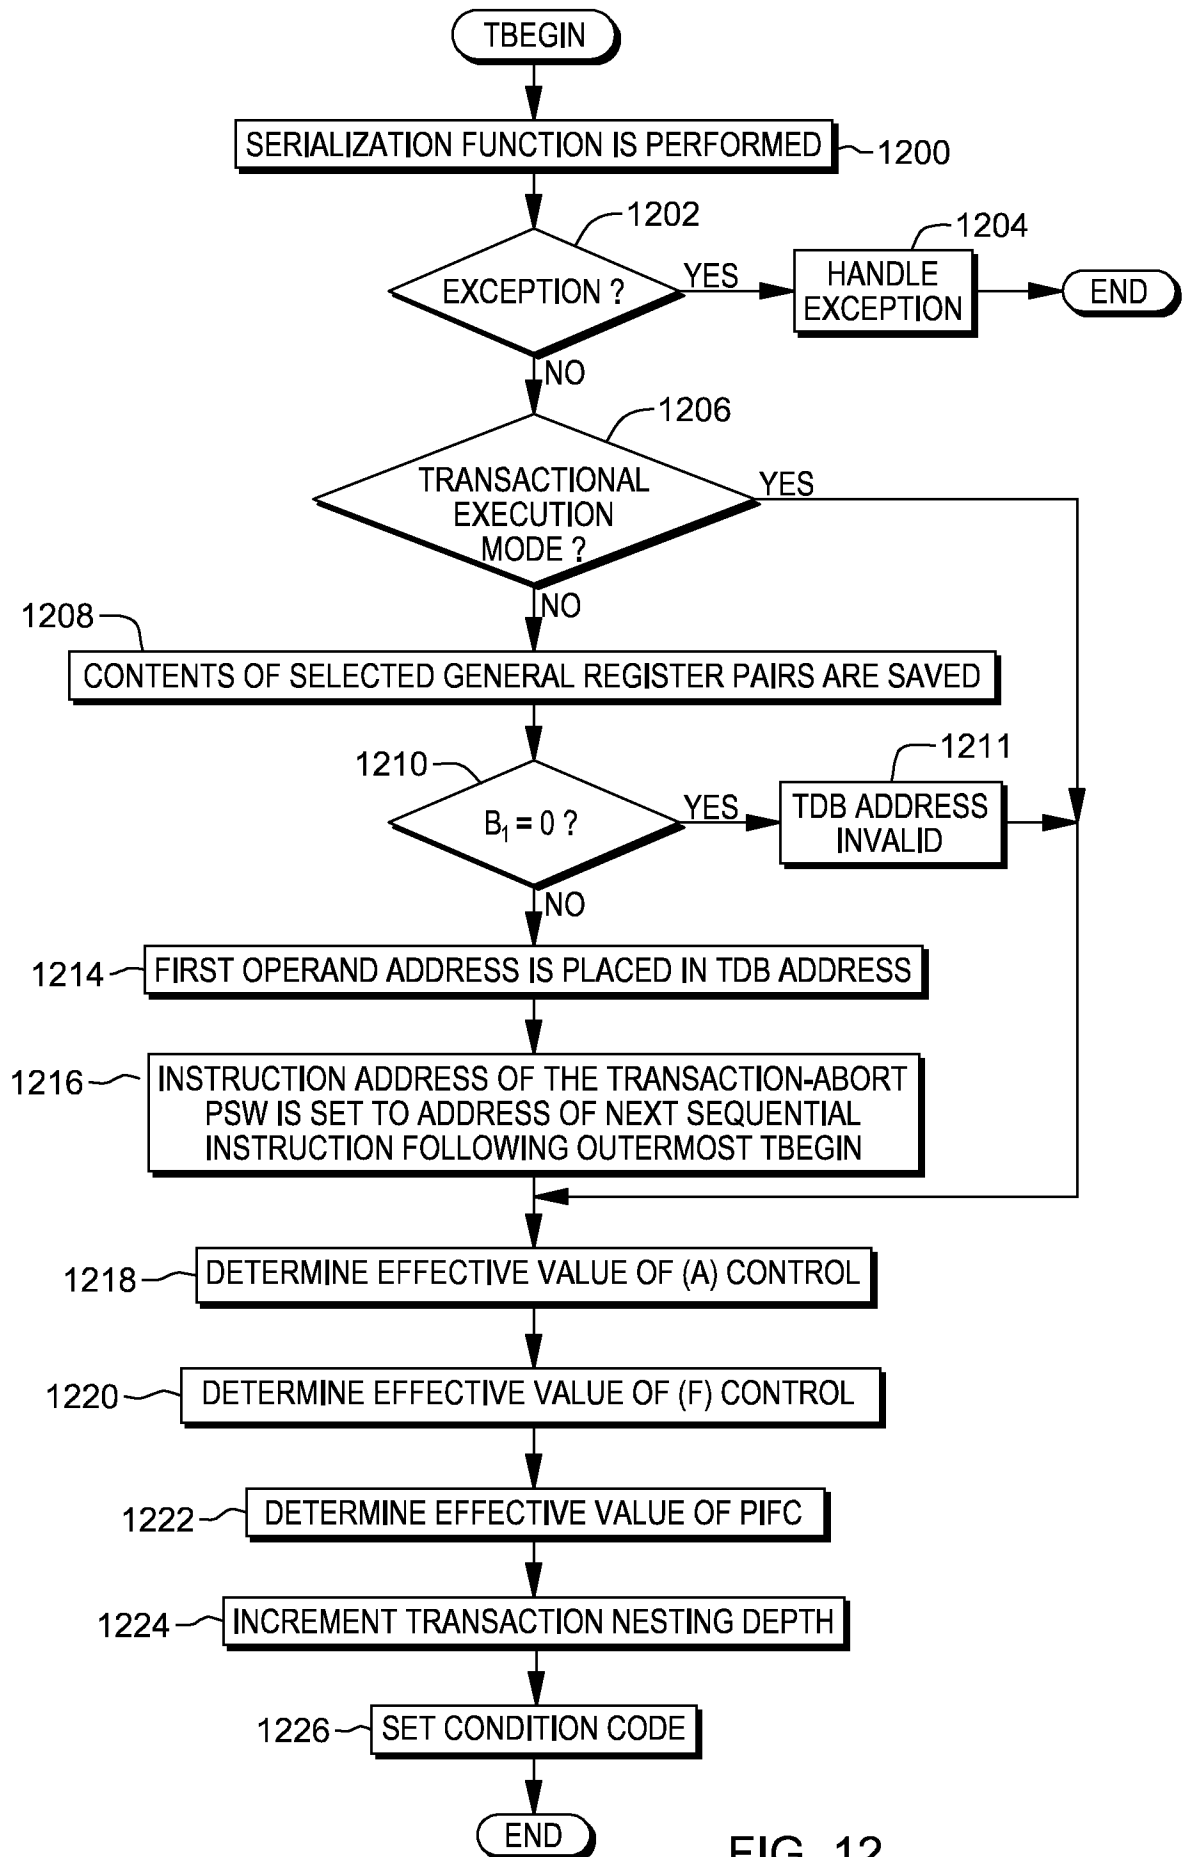 TBEGIN
SERIALIZATION FUNCTION IS PERFORMED
1200
1202
EXCEPTION ?
YES
1204
HANDLE
EXCEPTION
END
NO
1206
TRANSACTIONAL
EXECUTION
MODE ?
YES
NO
1208
CONTENTS OF SELECTED GENERAL REGISTER PAIRS ARE SAVED
1210
B₁ = 0 ?
YES
1211
TDB ADDRESS
INVALID
NO
1214
FIRST OPERAND ADDRESS IS PLACED IN TDB ADDRESS
1216
INSTRUCTION ADDRESS OF THE TRANSACTION-ABORT
PSW IS SET TO ADDRESS OF NEXT SEQUENTIAL
INSTRUCTION FOLLOWING OUTERMOST TBEGIN
1218
DETERMINE EFFECTIVE VALUE OF (A) CONTROL
1220
DETERMINE EFFECTIVE VALUE OF (F) CONTROL
1222
DETERMINE EFFECTIVE VALUE OF PIFC
1224
INCREMENT TRANSACTION NESTING DEPTH
1226
SET CONDITION CODE
END
FIG. 12